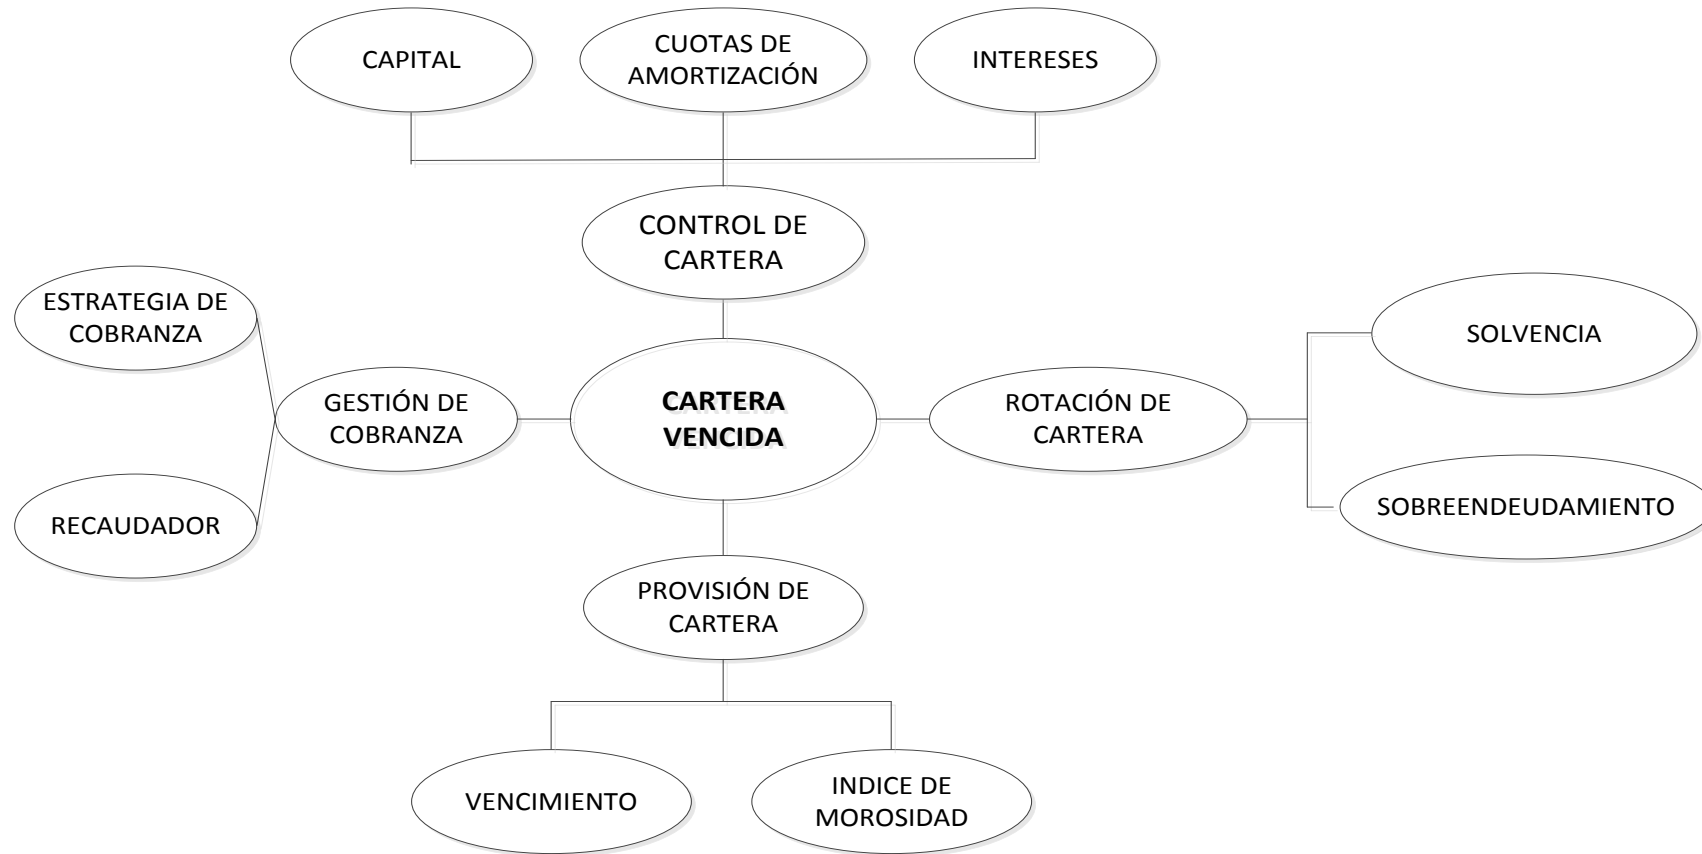 CAPITAL
CUOTAS DE
AMORTIZACIÓN
INTERESES
CONTROL DE
CARTERA
ESTRATEGIA DE
COBRANZA
SOLVENCIA
GESTIÓN DE
COBRANZA
CARTERA
VENCIDA
ROTACIÓN DE
CARTERA
RECAUDADOR
SOBREENDEUDAMIENTO
PROVISIÓN DE
CARTERA
VENCIMIENTO
INDICE DE
MOROSIDAD